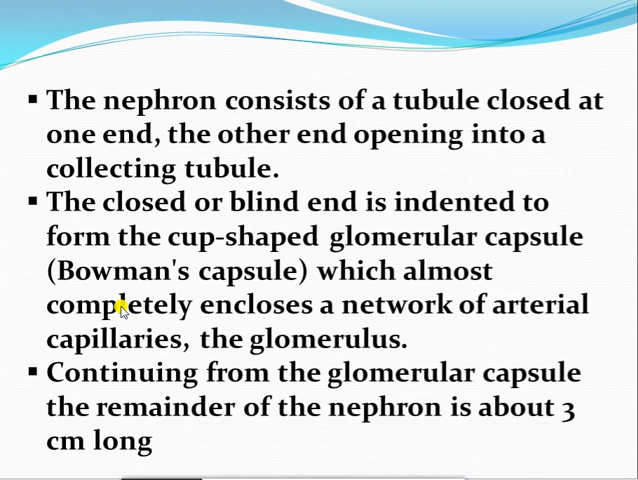 ▪ The nephron consists of a tubule closed at
one end, the other end opening into a
collecting tubule.
▪ The closed or blind end is indented to
form the cup-shaped glomerular capsule
(Bowman's capsule) which almost
completely encloses a network of arterial
capillaries, the glomerulus.
▪ Continuing from the glomerular capsule
the remainder of the nephron is about 3
cm long